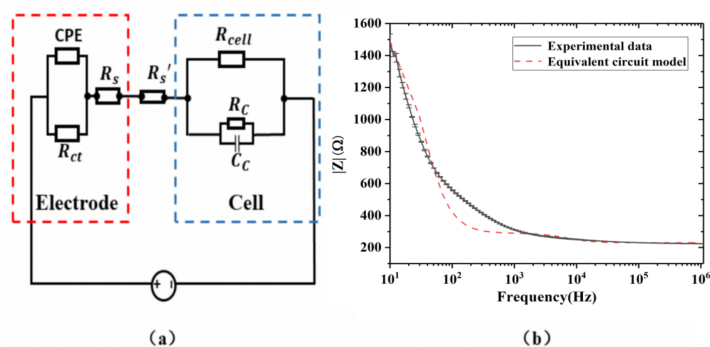 CPE
R_s
R_s'
R_cell
R_C
C_C
R_ct
Electrode
Cell
+ -
(a)
1600
1400
1200
1000
800
600
400
200
|Z|(Ω)
Experimental data
Equivalent circuit model
10^1 10^2 10^3 10^4 10^5 10^6
Frequency(Hz)
(b)